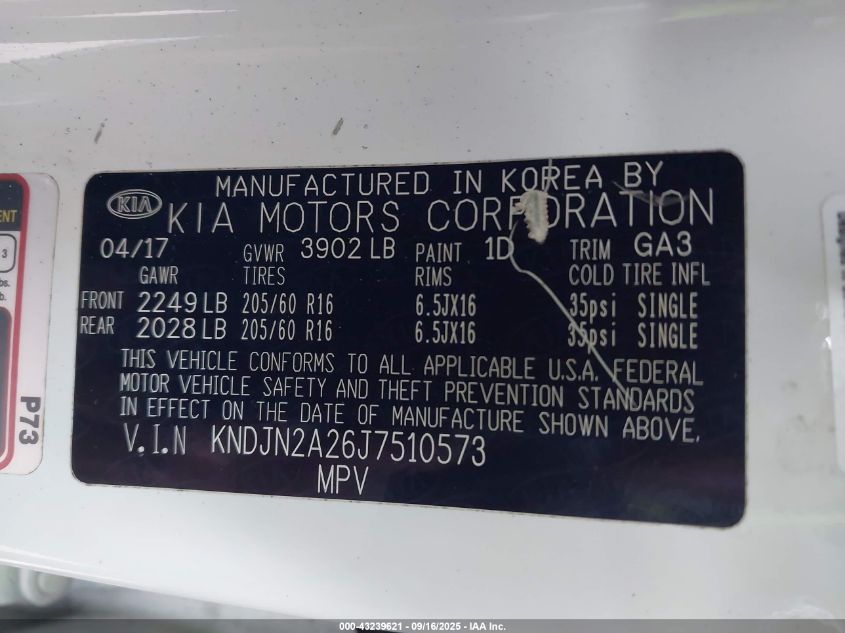 MANUFACTURED IN KOREA BY
KIA KIA MOTORS CORPORATION
04/17 GVWR 3902 LB PAINT 1D TRIM GA3
GAWR TIRES RIMS COLD TIRE INFL
FRONT 2249 LB 205/60 R16 6.5JX16 35psi SINGLE
REAR 2028 LB 205/60 R16 6.5JX16 35psi SINGLE
THIS VEHICLE CONFORMS TO ALL APPLICABLE U.S.A. FEDERAL
MOTOR VEHICLE SAFETY AND THEFT PREVENTION STANDARDS
IN EFFECT ON THE DATE OF MANUFACTURE SHOWN ABOVE.
V.I.N KNDJN2A26J7510573
MPV
3
P73
000-43239621 - 09/16/2025 - IAA Inc.